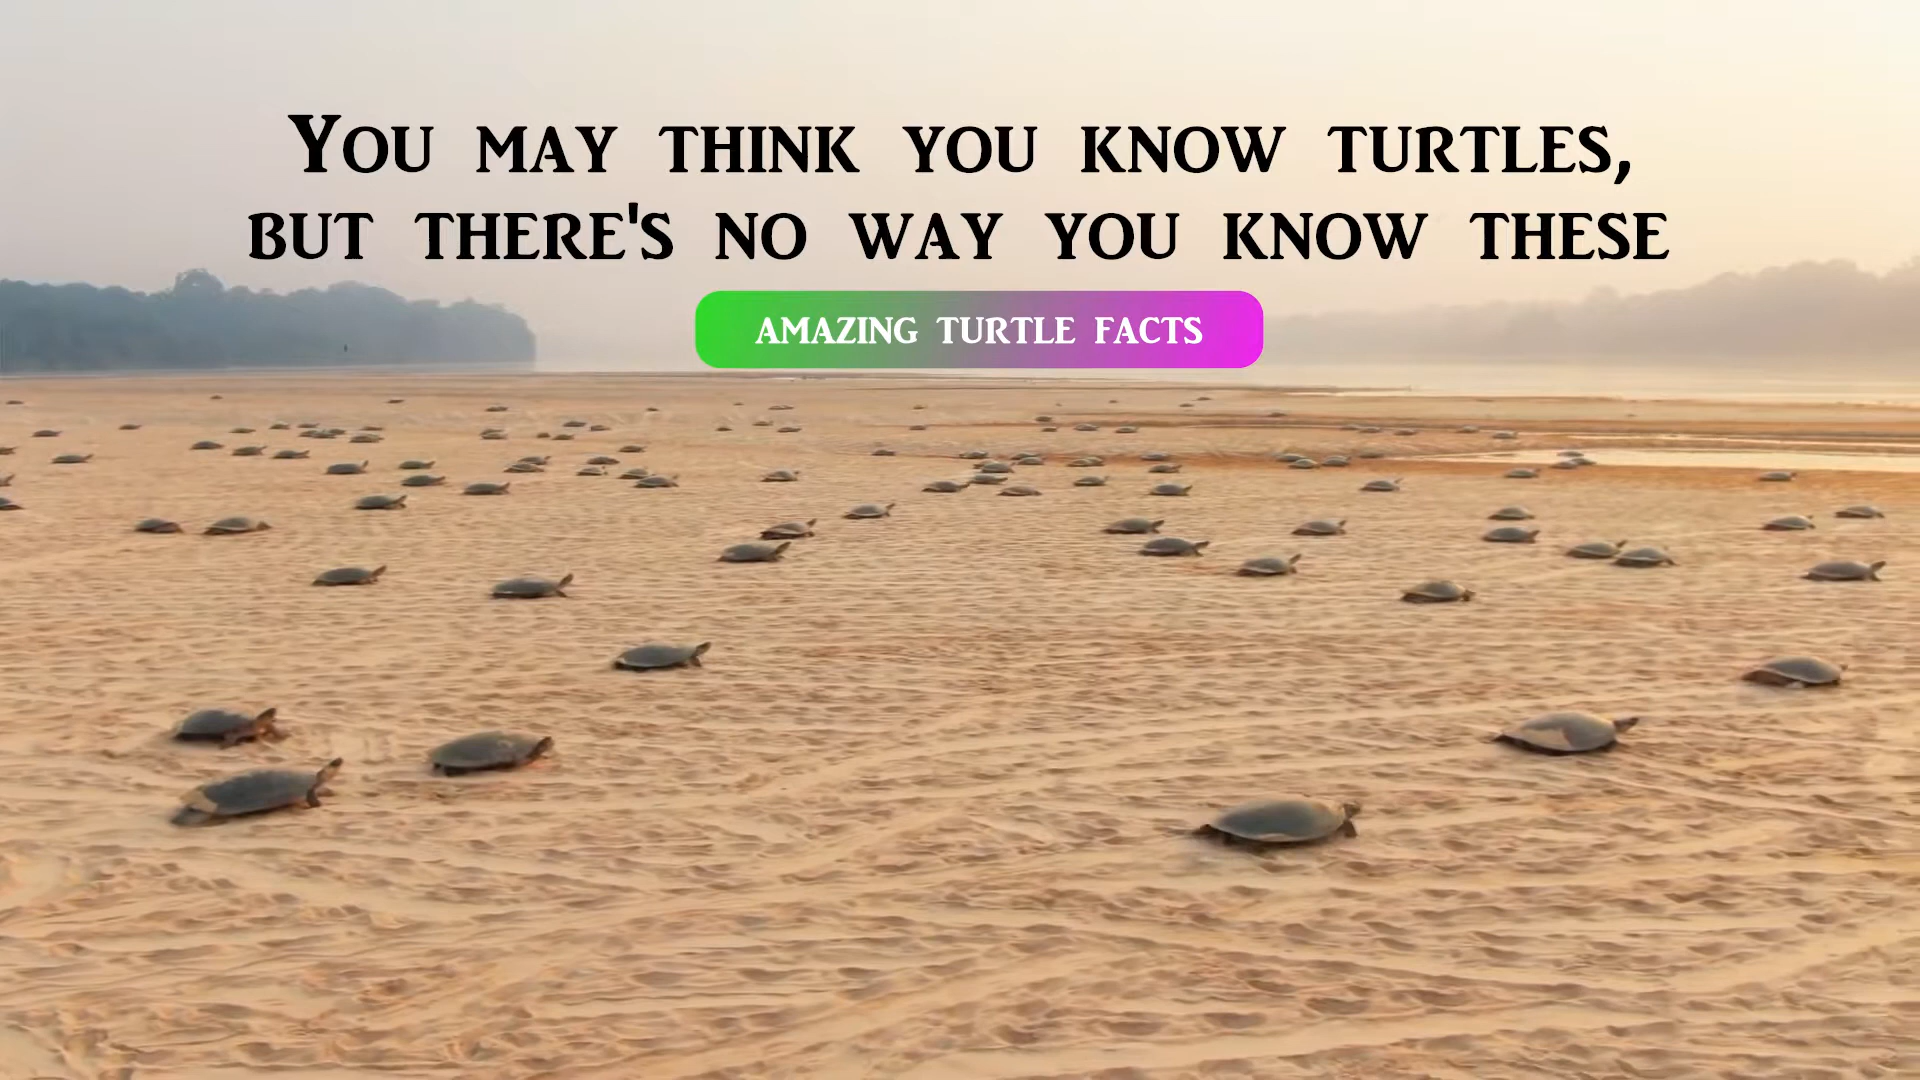 You may think you know turtles,
but there's no way you know these
amazing turtle facts